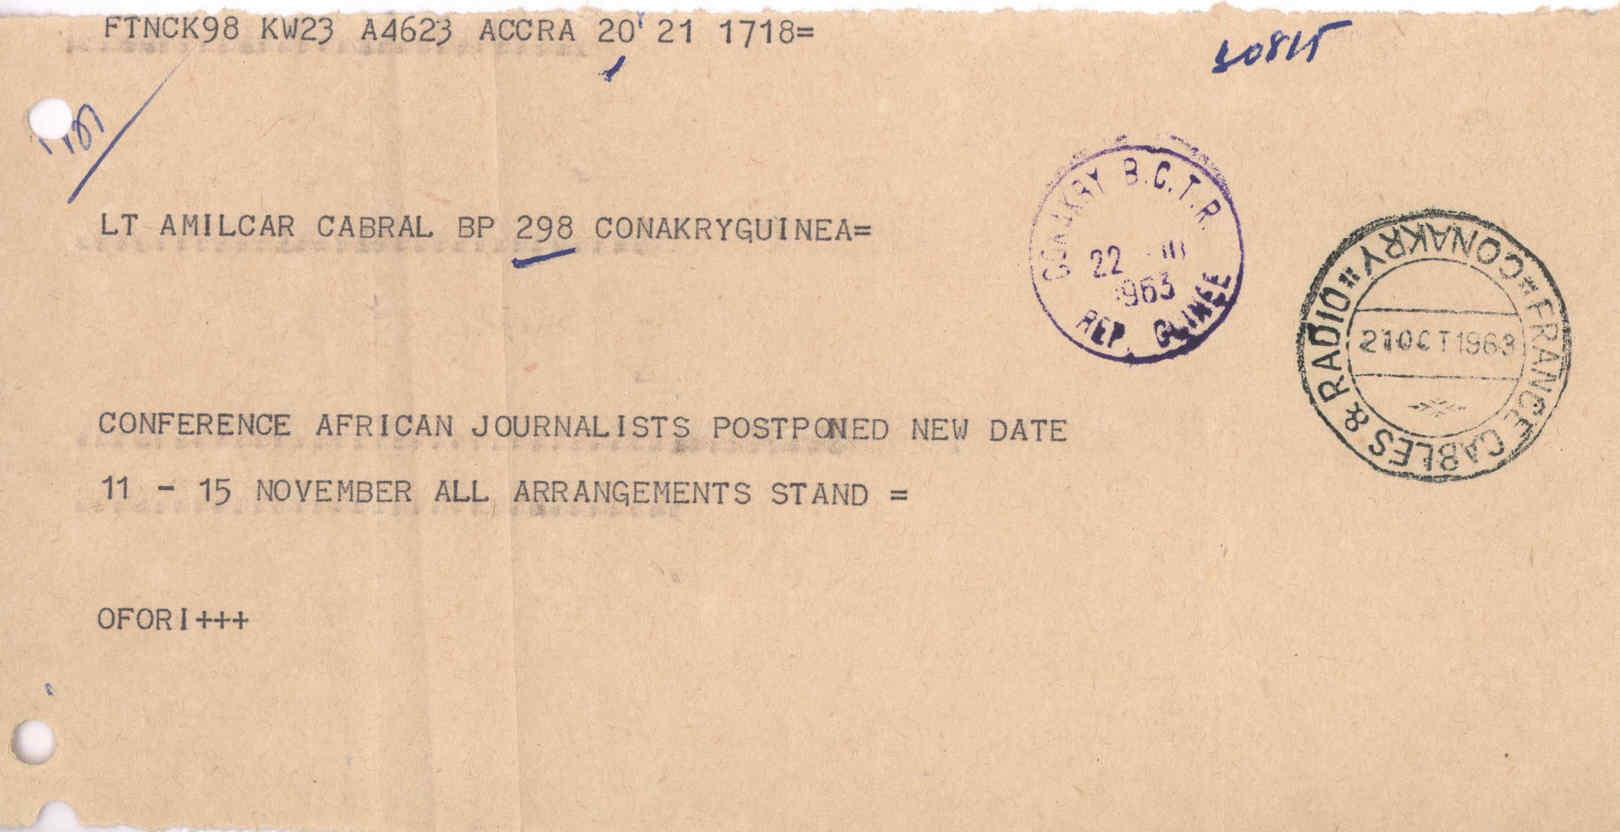 FTNCK98 KW23 A4623 ACCRA 20 21 1718=
LT AMILCAR CABRAL BP 298 CONAKRYGUINEA=
CONAKRY B.C.T.R.
22
1963
REP. GUINEE
FRANCE CABLES & RADIO = CONAKRY =
21 OCT 1963
CONFERENCE AFRICAN JOURNALISTS POSTPONED NEW DATE
11 - 15 NOVEMBER ALL ARRANGEMENTS STAND =
OFORI+++